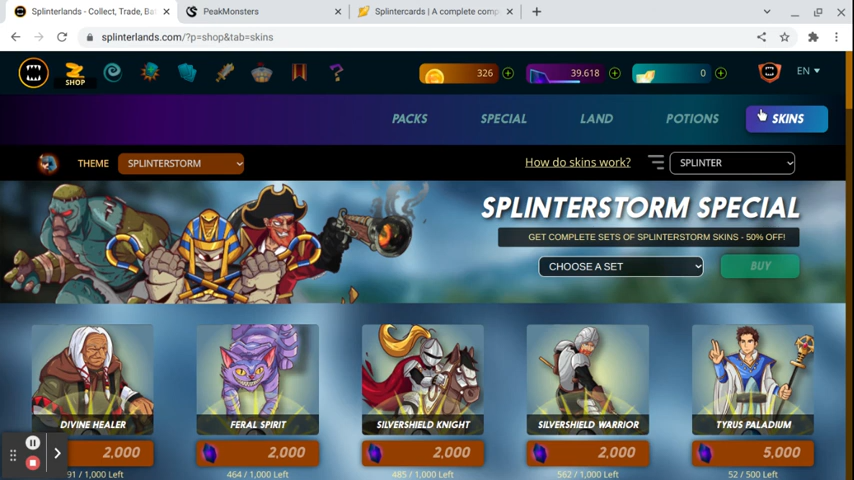 Splinterlands - Collect, Trade, Ba
PeakMonsters
Splintercards | A complete comp
splinterlands.com/?p=shop&tab=skins
SHOP
326
39.618
0
EN
PACKS
SPECIAL
LAND
POTIONS
SKINS
THEME
SPLINTERSTORM
How do skins work?
SPLINTER
SPLINTERSTORM SPECIAL
GET COMPLETE SETS OF SPLINTERSTORM SKINS - 50% OFF!
CHOOSE A SET
BUY
DIVINE HEALER
FERAL SPIRIT
SILVERSHIELD KNIGHT
SILVERSHIELD WARRIOR
TYRUS PALADIUM
2,000
2,000
2,000
2,000
5,000
91 / 1,000 Left
464 / 1,000 Left
485 / 1,000 Left
562 / 1,000 Left
52 / 500 Left